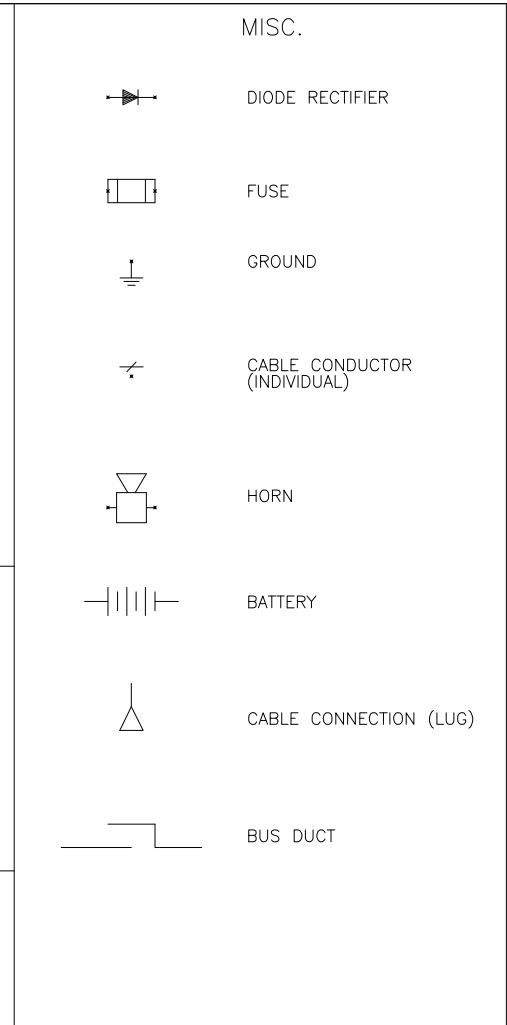 MISC.
DIODE RECTIFIER
FUSE
GROUND
CABLE CONDUCTOR
(INDIVIDUAL)
HORN
BATTERY
CABLE CONNECTION (LUG)
BUS DUCT